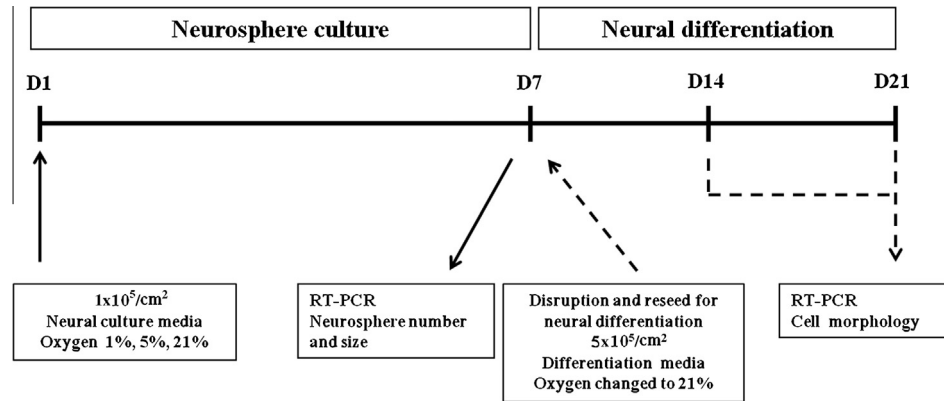 Neurosphere culture
Neural differentiation
D1
D7
D14
D21
1x10⁵/cm²
Neural culture media
Oxygen 1%, 5%, 21%
RT-PCR
Neurosphere number
and size
Disruption and reseed for
neural differentiation
5x10⁵/cm²
Differentiation media
Oxygen changed to 21%
RT-PCR
Cell morphology